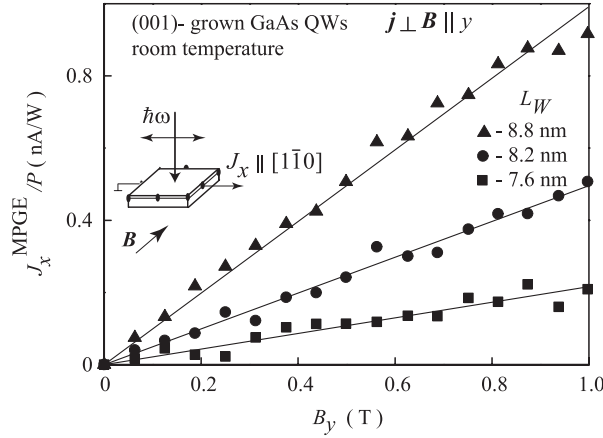 (001)- grown GaAs QWs
room temperature
j ⊥ B || y
ħω
J_x || [11̅0]
B
L_W
- 8.8 nm
- 8.2 nm
- 7.6 nm
J_x^MPGE /P ( nA/W )
0.8
0.4
0
0 0.2 0.4 0.6 0.8 1.0
B_y ( T )